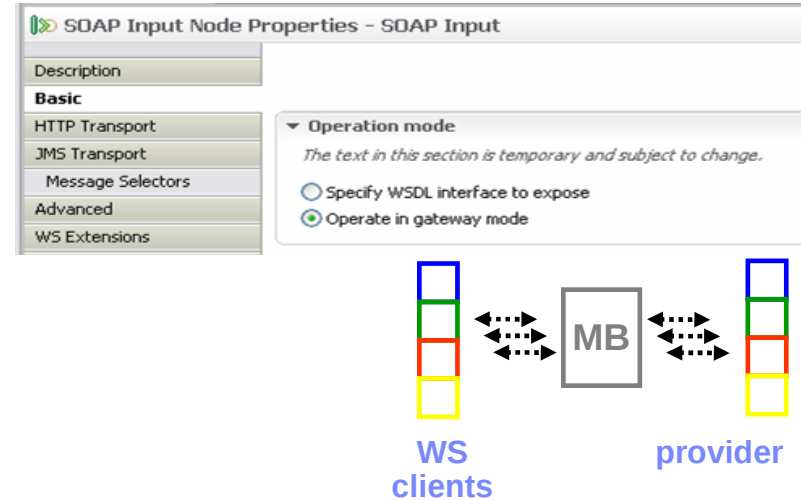 SOAP Input Node Properties - SOAP Input
Description
Basic
HTTP Transport
JMS Transport
Message Selectors
Advanced
WS Extensions
Operation mode
The text in this section is temporary and subject to change.
Specify WSDL interface to expose
Operate in gateway mode
MB
WS
clients
provider